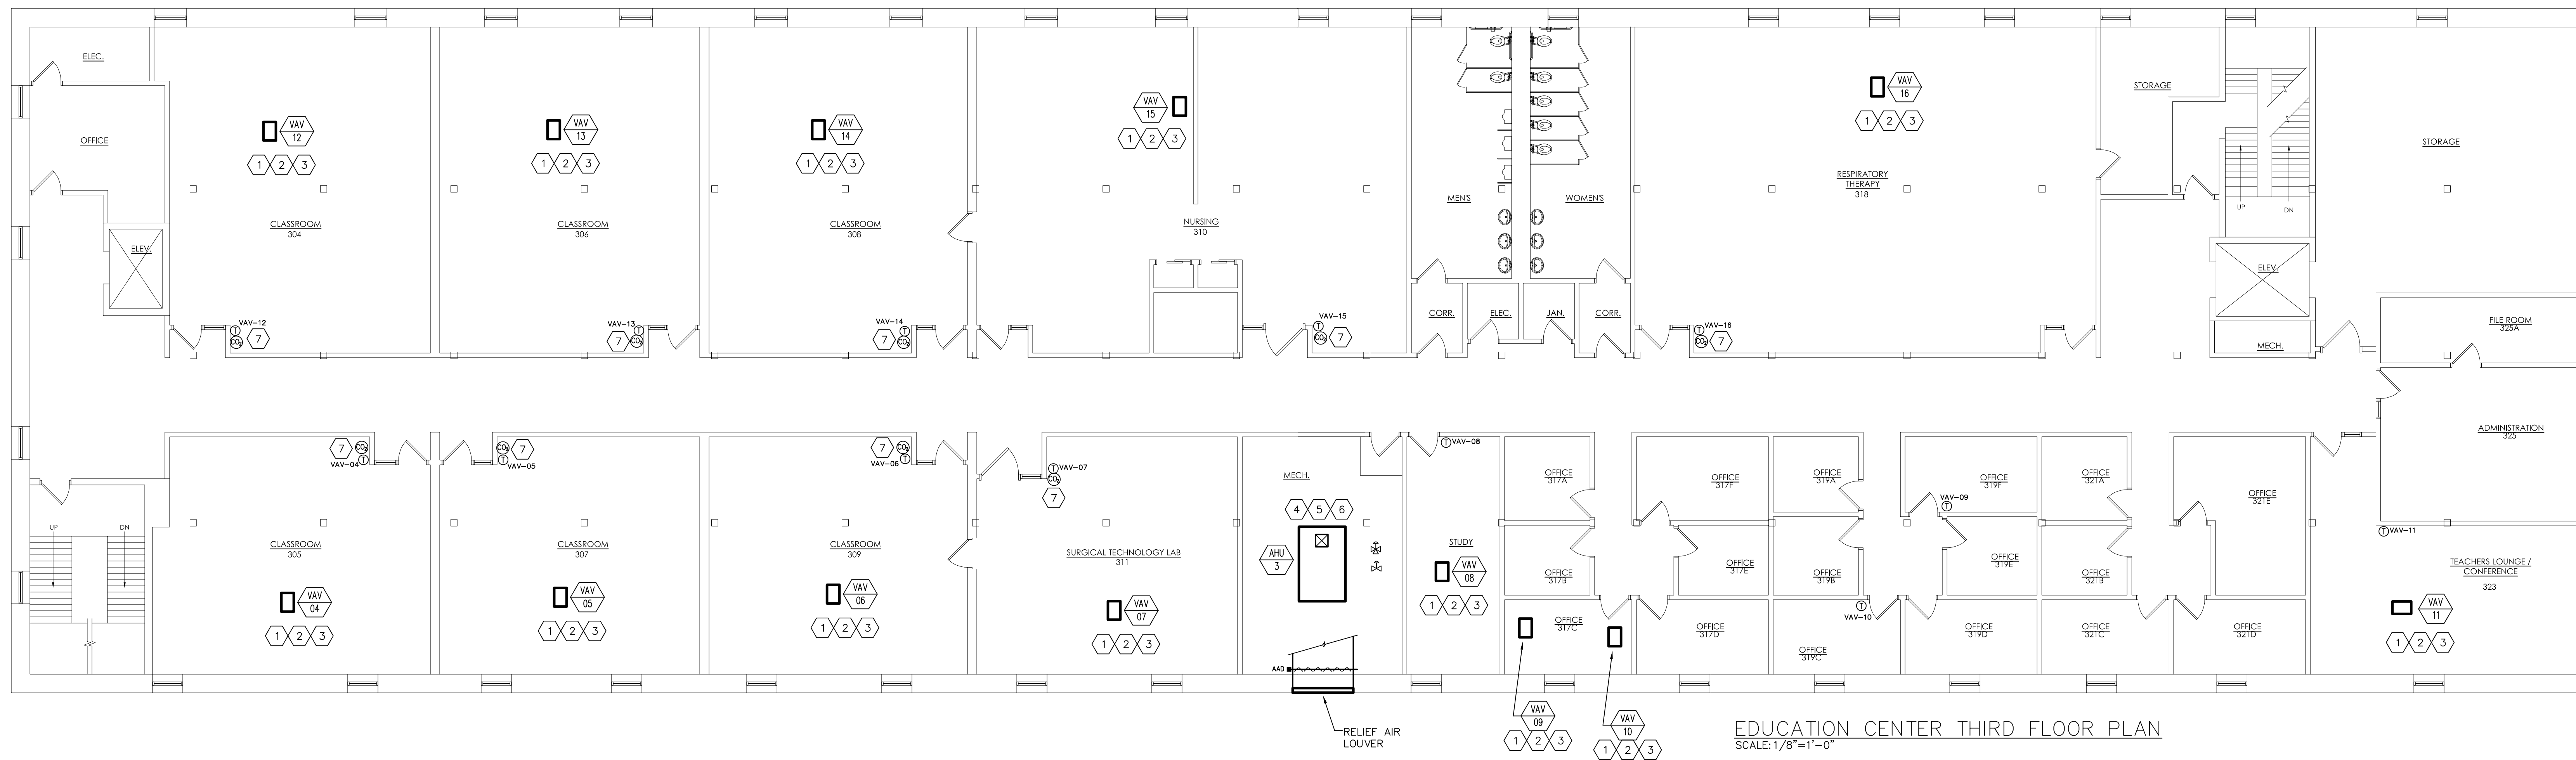 ELEC.
OFFICE
ELEV.
VAV
12
1 2 3
CLASSROOM
304
VAV-12
CO2
T
7
VAV
13
1 2 3
CLASSROOM
306
VAV-13
T
7
CO2
VAV
14
1 2 3
CLASSROOM
308
VAV-14
T
7
CO2
VAV
15
1 2 3
NURSING
310
VAV-15
T
CO2
7
MEN'S
WOMEN'S
CORR.
ELEC.
JAN.
CORR.
VAV
16
1 2 3
RESPIRATORY
THERAPY
318
T
VAV-16
CO2
7
STORAGE
UP
DN
ELEV.
MECH.
STORAGE
FILE ROOM
325A
ADMINISTRATION
325
UP
DN
7
CO2
VAV-04
T
CLASSROOM
305
VAV
04
1 2 3
CO2
7
T
VAV-05
CLASSROOM
307
VAV
05
1 2 3
7
CO2
VAV-06
T
CLASSROOM
309
VAV
06
1 2 3
T
VAV-07
CO2
7
SURGICAL TECHNOLOGY LAB
311
VAV
07
1 2 3
MECH.
4 5 6
AHU
3
AAD
RELIEF AIR
LOUVER
T
VAV-08
STUDY
VAV
08
1 2 3
OFFICE
317A
OFFICE
317B
OFFICE
317C
VAV
09
1 2 3
VAV
10
1 2 3
OFFICE
317F
OFFICE
317E
OFFICE
317D
OFFICE
319A
OFFICE
319B
T
VAV-10
OFFICE
319C
OFFICE
319F
VAV-09
T
OFFICE
319E
OFFICE
319D
OFFICE
321A
OFFICE
321B
OFFICE
321C
OFFICE
321E
OFFICE
321D
T
VAV-11
TEACHERS LOUNGE /
CONFERENCE
323
VAV
11
1 2 3
EDUCATION CENTER THIRD FLOOR PLAN
SCALE: 1/8"=1'-0"